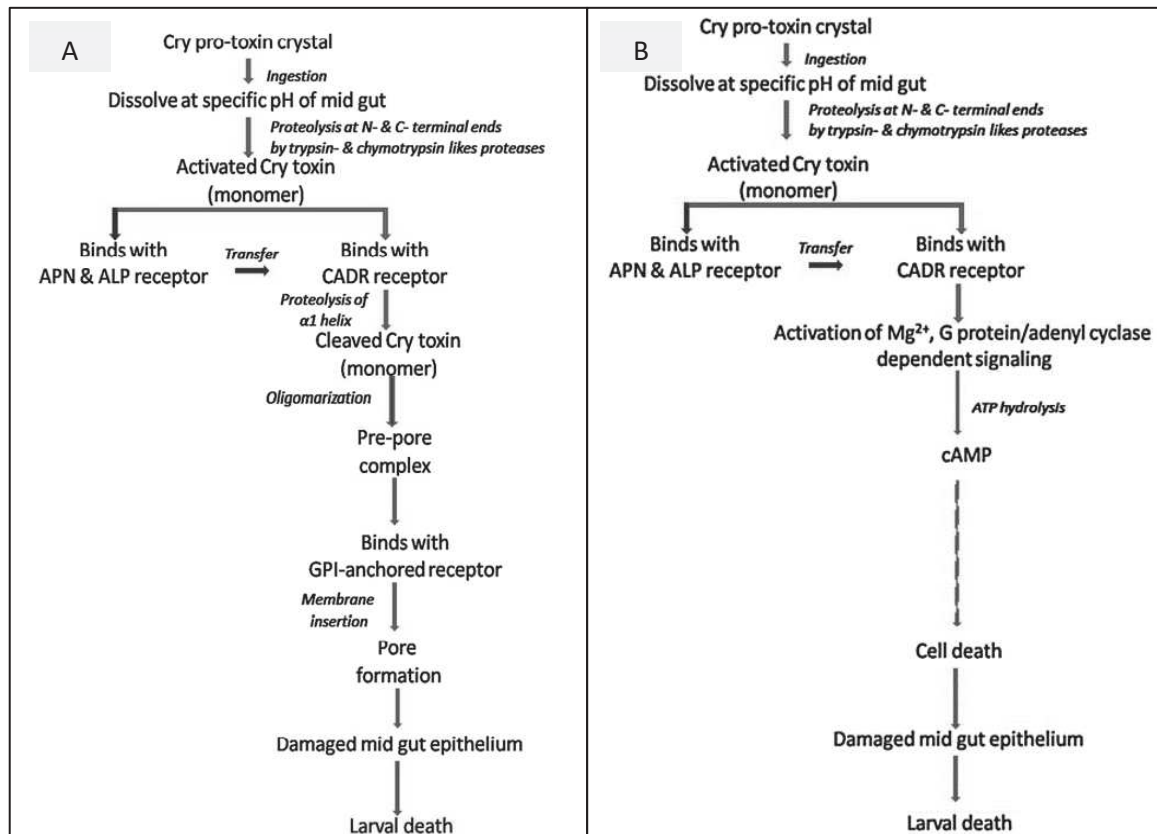 A
Cry pro-toxin crystal
Ingestion
Dissolve at specific pH of mid gut
Proteolysis at N- & C- terminal ends
by trypsin- & chymotrypsin likes proteases
Activated Cry toxin
(monomer)
Binds with
APN & ALP receptor
Transfer
Binds with
CADR receptor
Proteolysis of
α1 helix
Cleaved Cry toxin
(monomer)
Oligomarization
Pre-pore
complex
Binds with
GPI-anchored receptor
Membrane
insertion
Pore
formation
Damaged mid gut epithelium
Larval death
B
Cry pro-toxin crystal
Ingestion
Dissolve at specific pH of mid gut
Proteolysis at N- & C- terminal ends
by trypsin- & chymotrypsin likes proteases
Activated Cry toxin
(monomer)
Binds with
APN & ALP receptor
Transfer
Binds with
CADR receptor
Activation of Mg²⁺, G protein/adenyl cyclase
dependent signaling
ATP hydrolysis
cAMP
Cell death
Damaged mid gut epithelium
Larval death